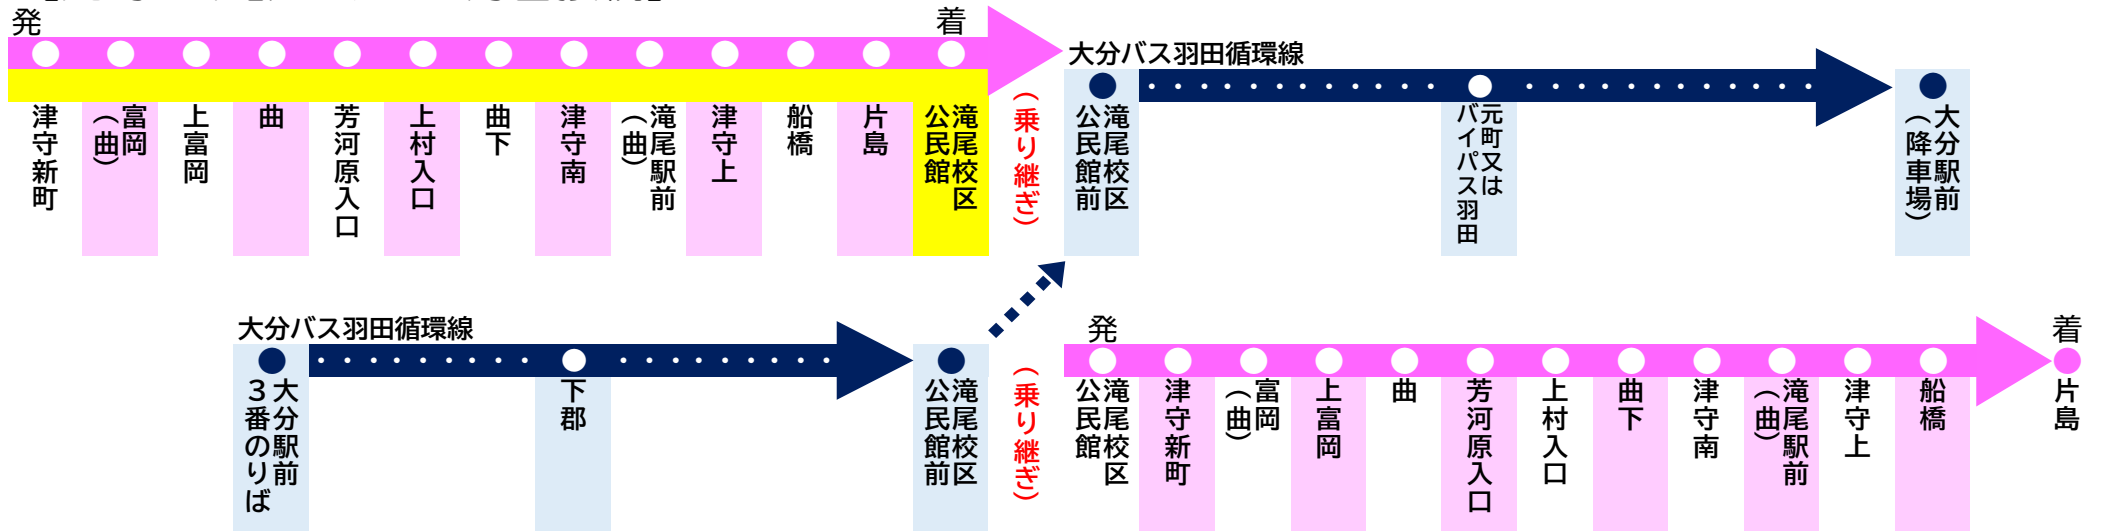 発
着
津守新町
富岡
（曲）
上富岡
曲
芳河原入口
上村入口
曲下
津守南
滝尾駅前
（曲）
津守上
船橋
片島
滝尾校区
公民館
（乗り継ぎ）
大分バス羽田循環線
滝尾校区
公民館前
元町又は
バイパス羽田
大分駅前
（降車場）
大分バス羽田循環線
大分駅前
３番のりば
下郡
滝尾校区
公民館前
（乗り継ぎ）
発
着
滝尾校区
公民館
津守新町
富岡
（曲）
上富岡
曲
芳河原入口
上村入口
曲下
津守南
滝尾駅前
（曲）
津守上
船橋
片島